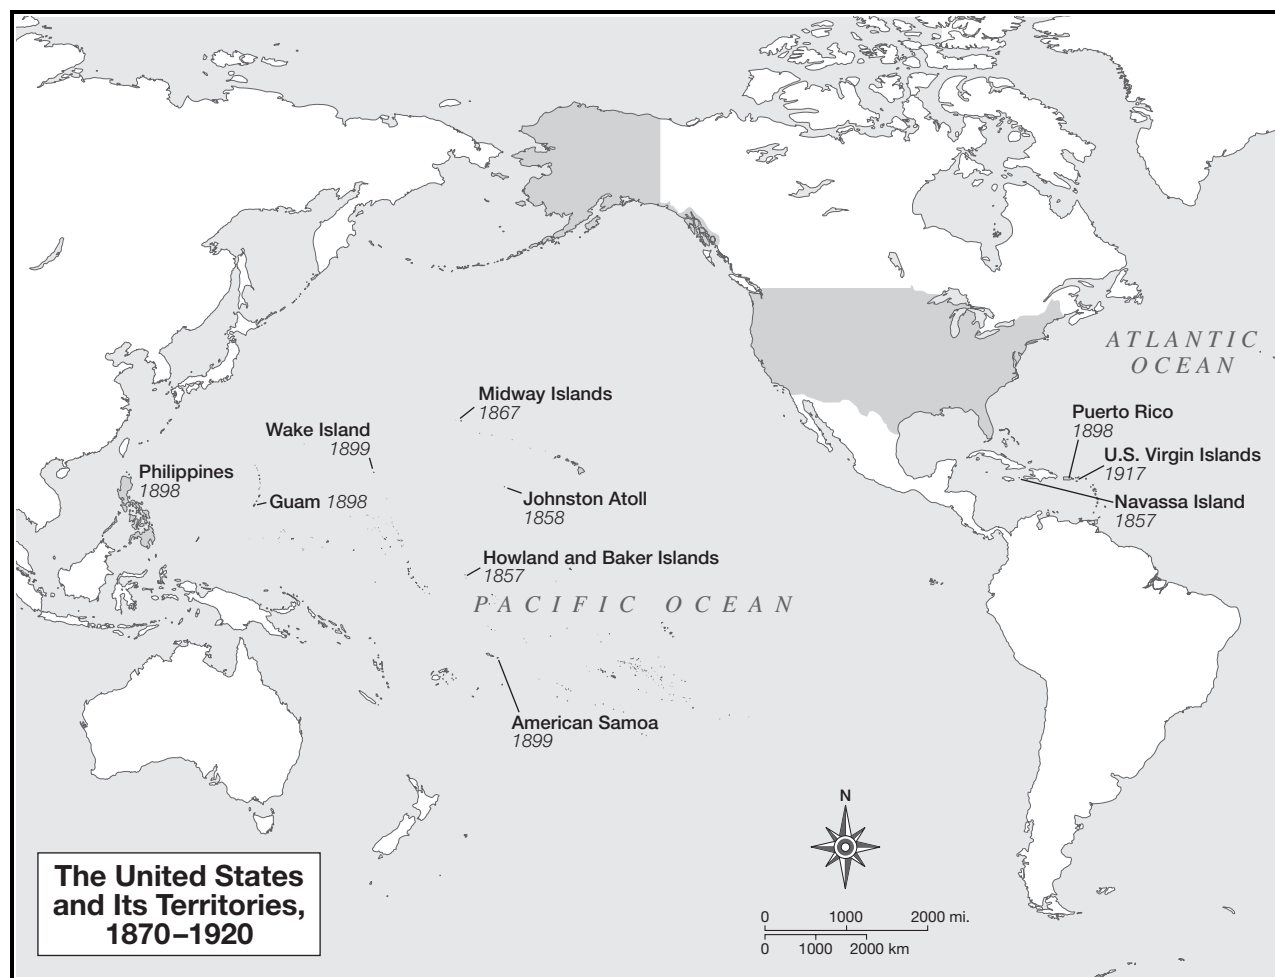 ATLANTIC
OCEAN
Midway Islands
1867
Puerto Rico
1898
Wake Island
1899
U.S. Virgin Islands
1917
Philippines
1898
Guam 1898
Johnston Atoll
1858
Navassa Island
1857
Howland and Baker Islands
1857
PACIFIC OCEAN
American Samoa
1899
N
The United States
and Its Territories,
1870–1920
0 1000 2000 mi.
0 1000 2000 km